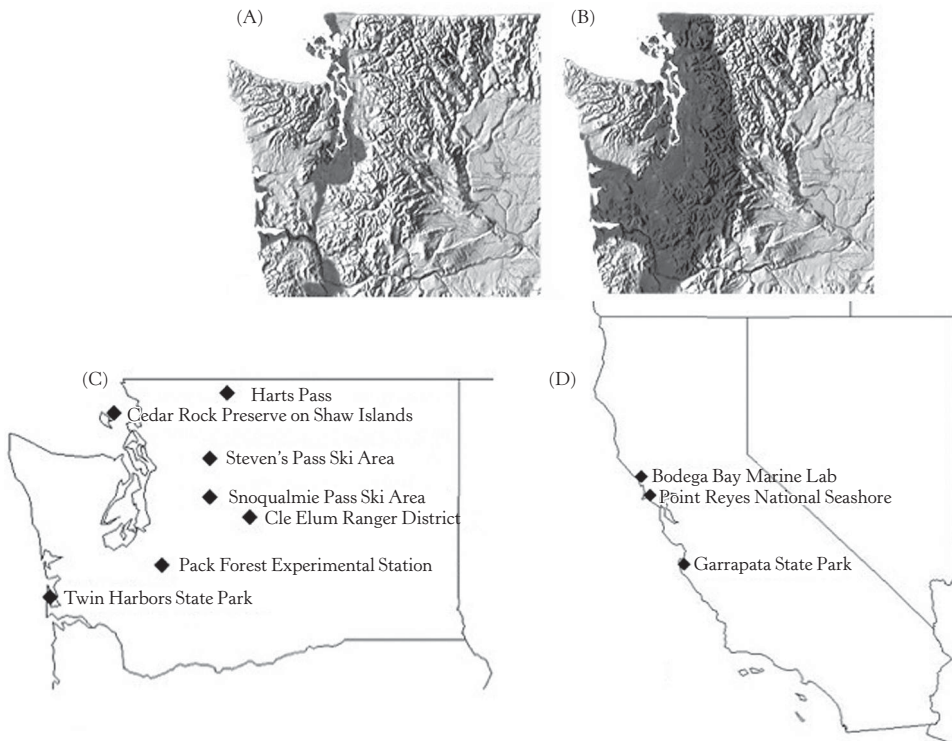 (A)
(B)
(C)
Harts Pass
Cedar Rock Preserve on Shaw Islands
Steven's Pass Ski Area
Snoqualmie Pass Ski Area
Cle Elum Ranger District
Pack Forest Experimental Station
Twin Harbors State Park
(D)
Bodega Bay Marine Lab
Point Reyes National Seashore
Garrapata State Park